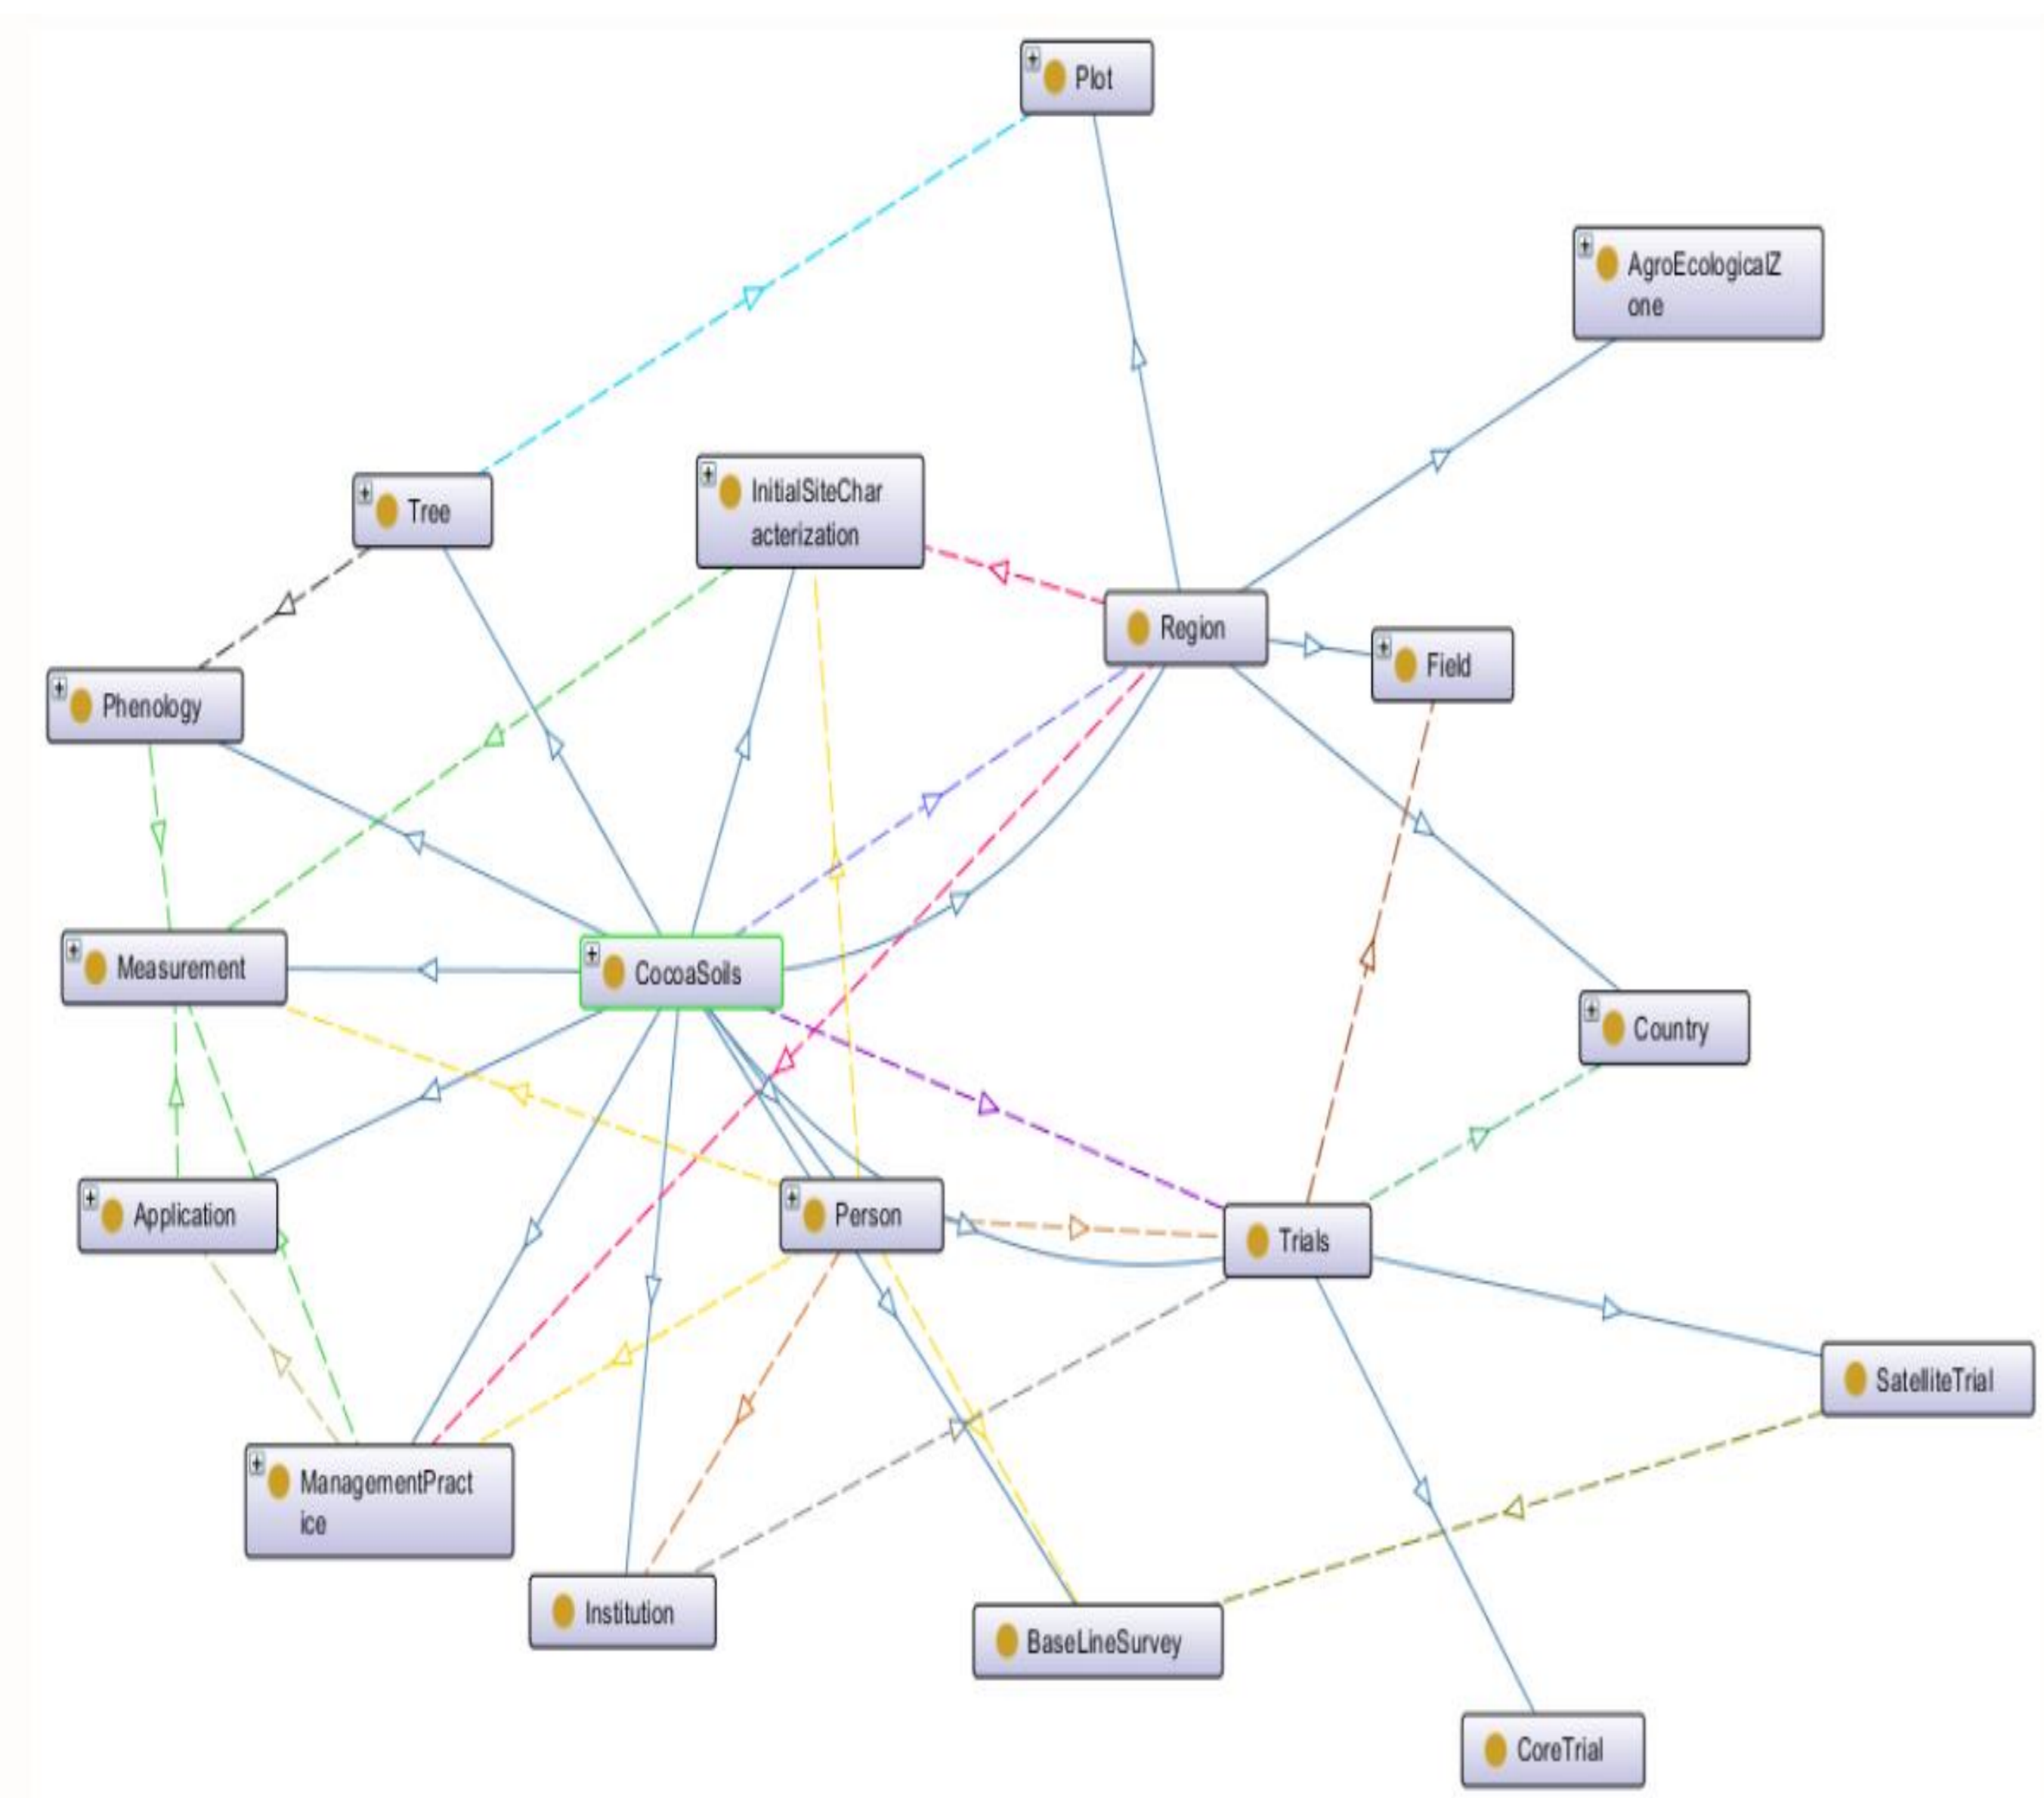 Plot
AgroEcologicalZ
one
Tree
InitialSiteChar
acterization
Region
Field
Phenology
Measurement
CocoaSoils
Country
Application
Person
Trials
SatelliteTrial
ManagementPract
ice
Institution
BaseLineSurvey
CoreTrial